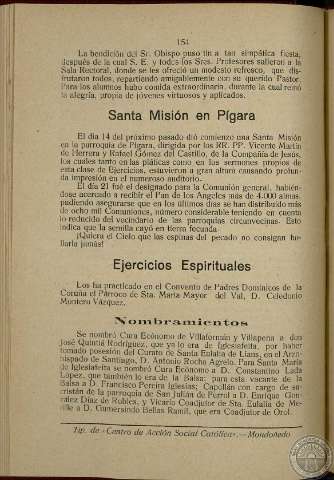 151
La bendición del Sr. Obispo puso fin a tan simpática fiesta,
después de la cual S. E. y todos los Sres. Profesores salieron a la
Sala Rectoral, donde se les ofreció un modesto refresco, que dis-
frutaron todos, repartiendo amigablemente con su querido Pastor.
Para los alumnos hubo comida extraordinaria, durante la cual reinó
la alegría, propia de jóvenes virtuosos y aplicados.
Santa Misión en Pígara
El día 14 del próximo pasado dió comienzo una Santa Misión
en la parroquia de Pígara, dirigida por los RR. PP. Vicente Martín
de Herrera y Rafael Gómez del Castillo, de la Compañía de Jesús,
los cuales tanto en las pláticas como en los sermones propios de
esta clase de Ejercicios, estuvieron a gran altura causando profun-
da impresión en el numeroso auditorio.
El día 21 fué el designado para la Comunión general, habién-
dose acercado a recibir el Pan de los Angeles más de 4.000 almas,
pudiendo asegurarse que en los últimos días se han distribuído más
de ocho mil Comuniones, número considerable teniendo en cuenta
lo reducido del vecindario de las parroquias circunvecinas. Esto
indica que la semilla cayó en tierra fecunda
¡Quiera el Cielo que las espinas del pecado no consigan ho-
llarla jamás!
Ejercicios Espirituales
Los ha practicado en el Convento de Padres Dominicos de la
Coruña el Párroco de Sta. María Mayor del Val, D. Celedonio
Montero Vázquez.
Nombramientos
Se nombró Cura Ecónomo de Villaformán y Villapena a don
José Quintiá Rodríguez, que ya lo era de Iglesiafeita, por haber
tomado posesión del Curato de Santa Eulalia de Lians, en el Arzo-
bispado de Santiago, D. Antonio Rocha Agrelo. Para Santa María
de Iglesiafeita se nombró Cura Ecónomo a D. Constantino Lada
López, que también lo era de la Balsa: para esta vacante de la
Balsa a D. Francisco Pereira Iglesias; Capellán con cargo de sa-
cristán de la parroquia de San Julián de Ferrol a D. Enrique Gon-
zález Díaz de Robles, y Vicario Coadjutor de Sta. Eulalia de Me-
rille a D. Gumersindo Bellas Ramil, que era Coadjutor de Orol.
Tip. de «Centro de Acción Social Católica».—Mondoñedo